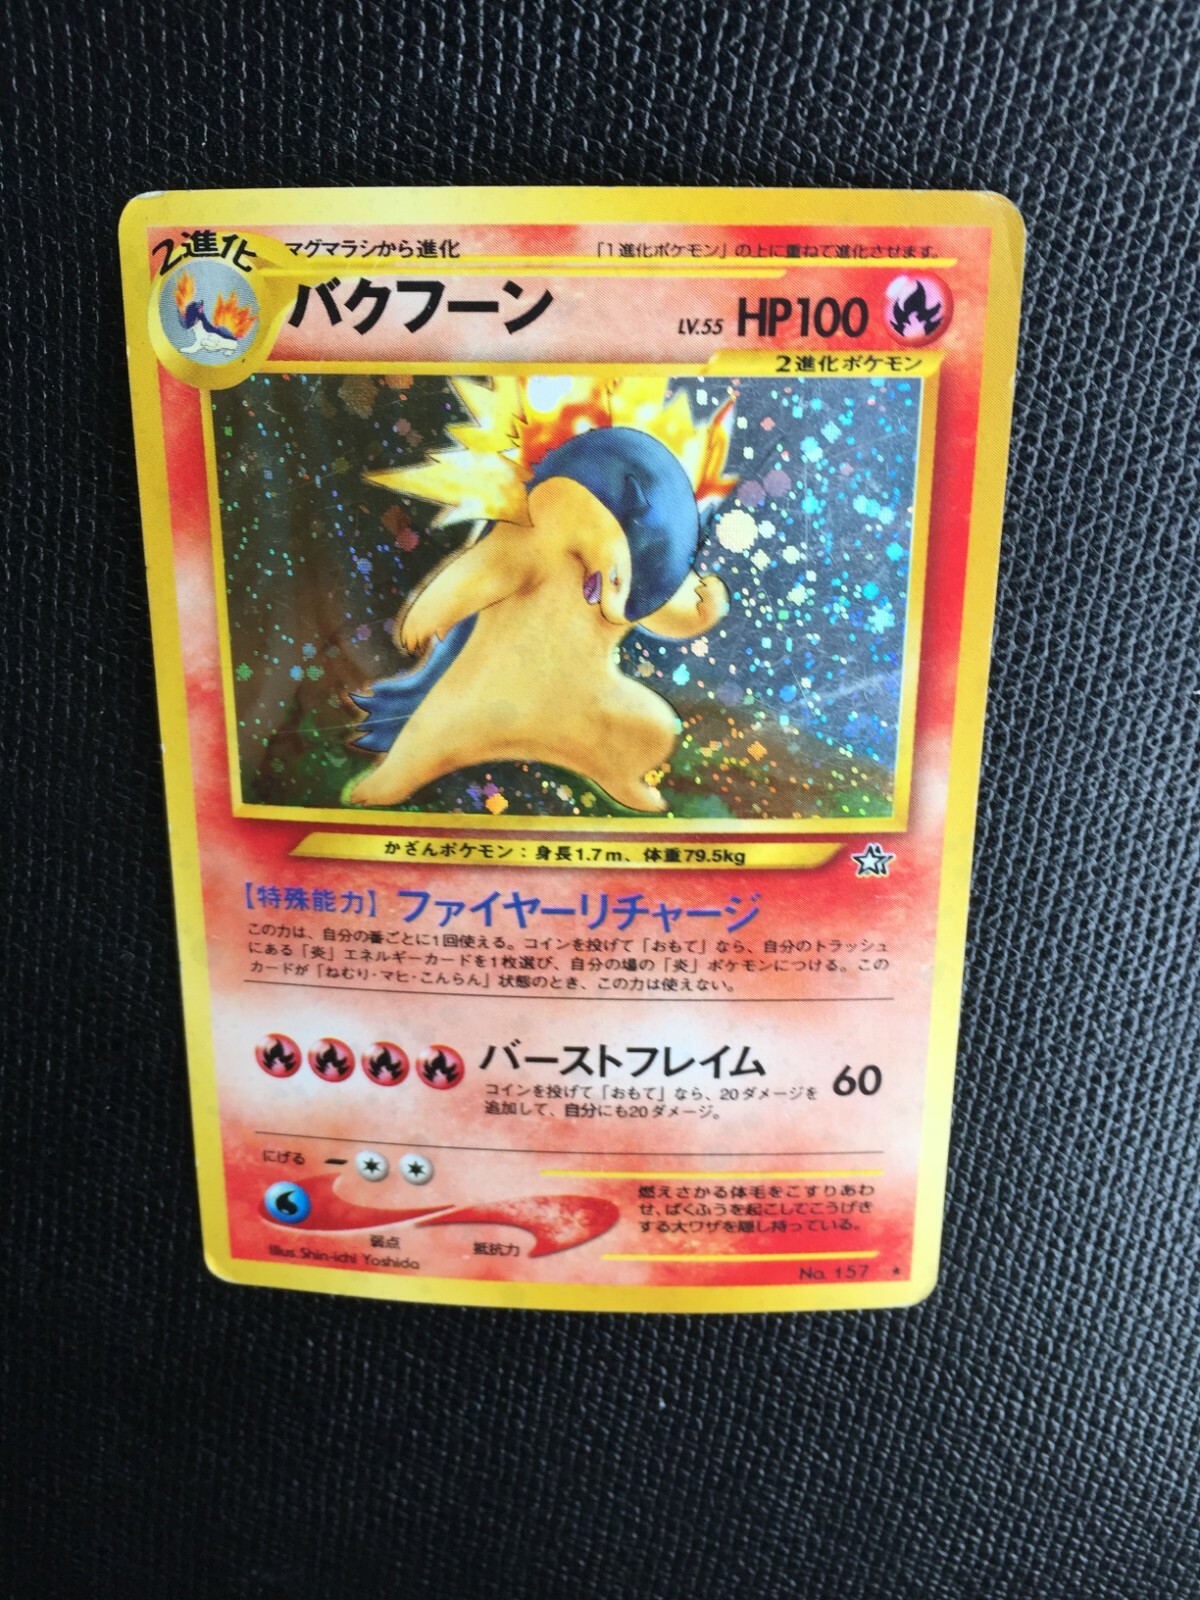 2進化
マグマラシから進化
「1進化ポケモン」の上に重ねて進化させます。
バクフーン
LV.55 HP100
2進化ポケモン
かざんポケモン：身長1.7m、体重79.5kg
【特殊能力】ファイヤーリチャージ
この力は、自分の番ごとに1回使える。コインを投げて「おもて」なら、自分のトラッシュ
にある「炎」エネルギーカードを1枚選び、自分の場の「炎」ポケモンにつける。この
カードが「ねむり・マヒ・こんらん」状態のとき、この力は使えない。
バーストフレイム 60
コインを投げて「おもて」なら、20ダメージを
追加して、自分にも20ダメージ。
にげる
弱点
抵抗力
燃えさかる体毛をこすりあわ
せ、ばくふうを起こしてこうげき
する大ワザを隠し持っている。
Illus. Shin-ichi Yoshida
No. 157 ★